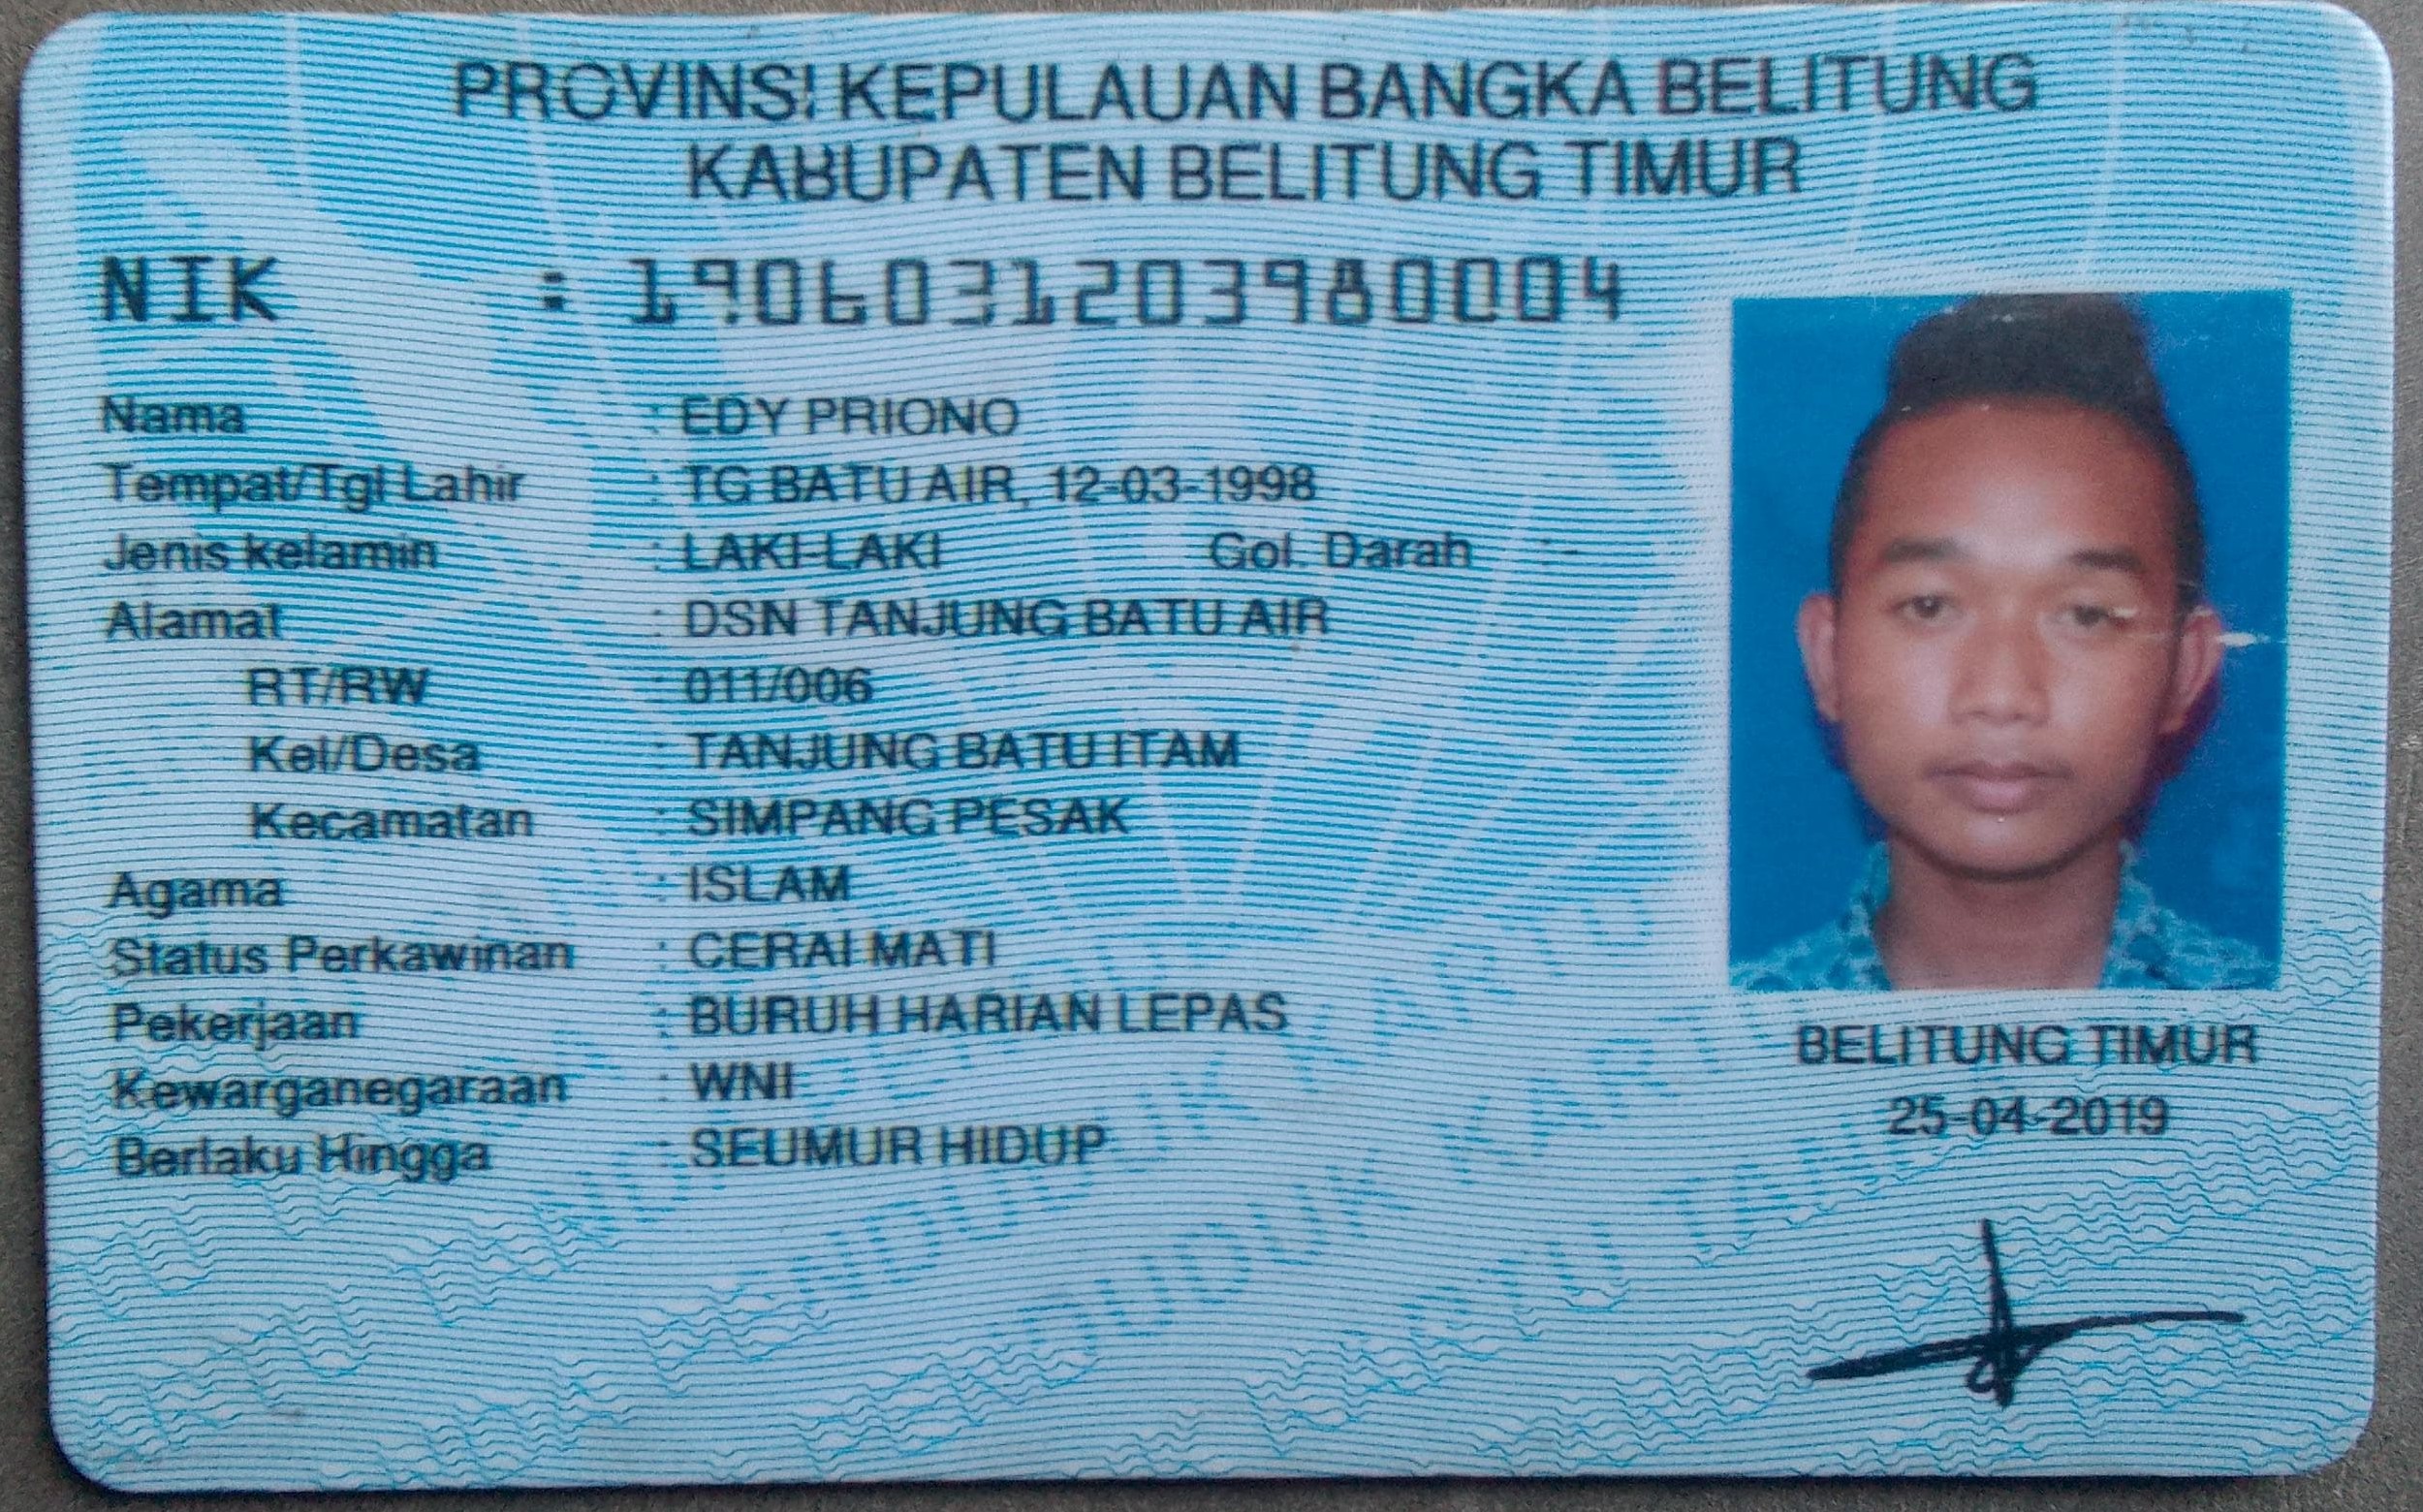 PROVINSI KEPULAUAN BANGKA BELITUNG
KABUPATEN BELITUNG TIMUR
NIK : 1906031203980004
Nama : EDY PRIONO
Tempat/Tgl Lahir : TG BATU AIR, 12-03-1998
Jenis kelamin : LAKI-LAKI Gol. Darah : -
Alamat : DSN TANJUNG BATU AIR
RT/RW : 011/006
Kel/Desa : TANJUNG BATU ITAM
Kecamatan : SIMPANG PESAK
Agama : ISLAM
Status Perkawinan : CERAI MATI
Pekerjaan : BURUH HARIAN LEPAS
Kewarganegaraan : WNI
Berlaku Hingga : SEUMUR HIDUP
BELITUNG TIMUR
25-04-2019